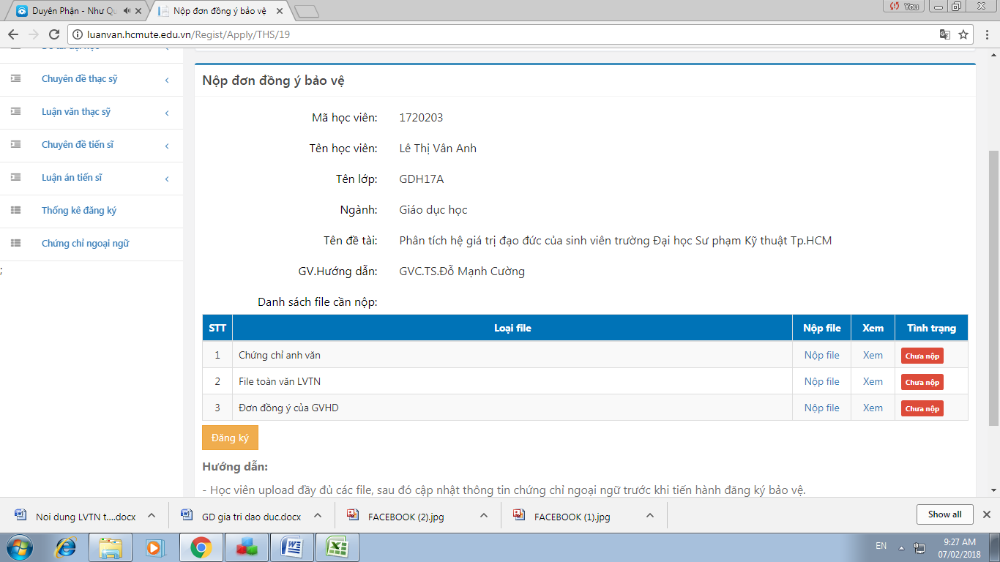 Duyên Phận - Như Qu
Nộp đơn đồng ý bảo vệ
You
luanvan.hcmute.edu.vn/Regist/Apply/THS/19
Chuyên đề thạc sỹ
Luận văn thạc sỹ
Chuyên đề tiến sĩ
Luận án tiến sĩ
Thống kê đăng ký
Chứng chỉ ngoại ngữ
;
Nộp đơn đồng ý bảo vệ
Mã học viên: 1720203
Tên học viên: Lê Thị Vân Anh
Tên lớp: GDH17A
Ngành: Giáo dục học
Tên đề tài: Phân tích hệ giá trị đạo đức của sinh viên trường Đại học Sư phạm Kỹ thuật Tp.HCM
GV.Hướng dẫn: GVC.TS.Đỗ Mạnh Cường
Danh sách file cần nộp:
STT Loại file Nộp file Xem Tình trạng
1 Chứng chỉ anh văn Nộp file Xem Chưa nộp
2 File toàn văn LVTN Nộp file Xem Chưa nộp
3 Đơn đồng ý của GVHD Nộp file Xem Chưa nộp
Đăng ký
Hướng dẫn:
- Học viên upload đầy đủ các file, sau đó cập nhật thông tin chứng chỉ ngoại ngữ trước khi tiến hành đăng ký bảo vệ.
Noi dung LVTN t....docx GD gia tri dao duc.docx FACEBOOK (2).jpg FACEBOOK (1).jpg Show all
EN 9:27 AM
07/02/2018